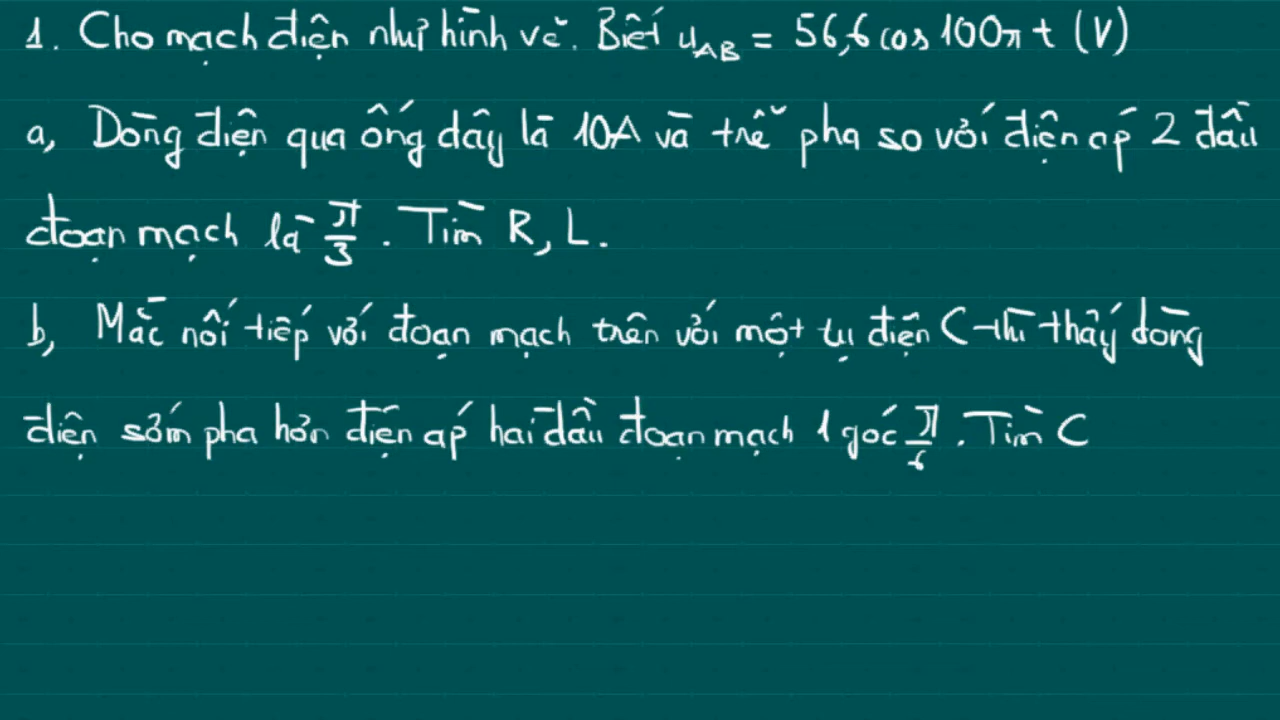 1. Cho mạch điện như hình vẽ. Biết u_AB = 56,6 cos 100π t (V)
a, Dòng điện qua ống dây là 10A và trễ pha so với điện áp 2 đầu
đoạn mạch là π/3 . Tìm R, L.
b, Mắc nối tiếp với đoạn mạch trên với một tụ điện C thì thấy dòng
điện sớm pha hơn điện áp hai đầu đoạn mạch 1 góc π/6 . Tìm C